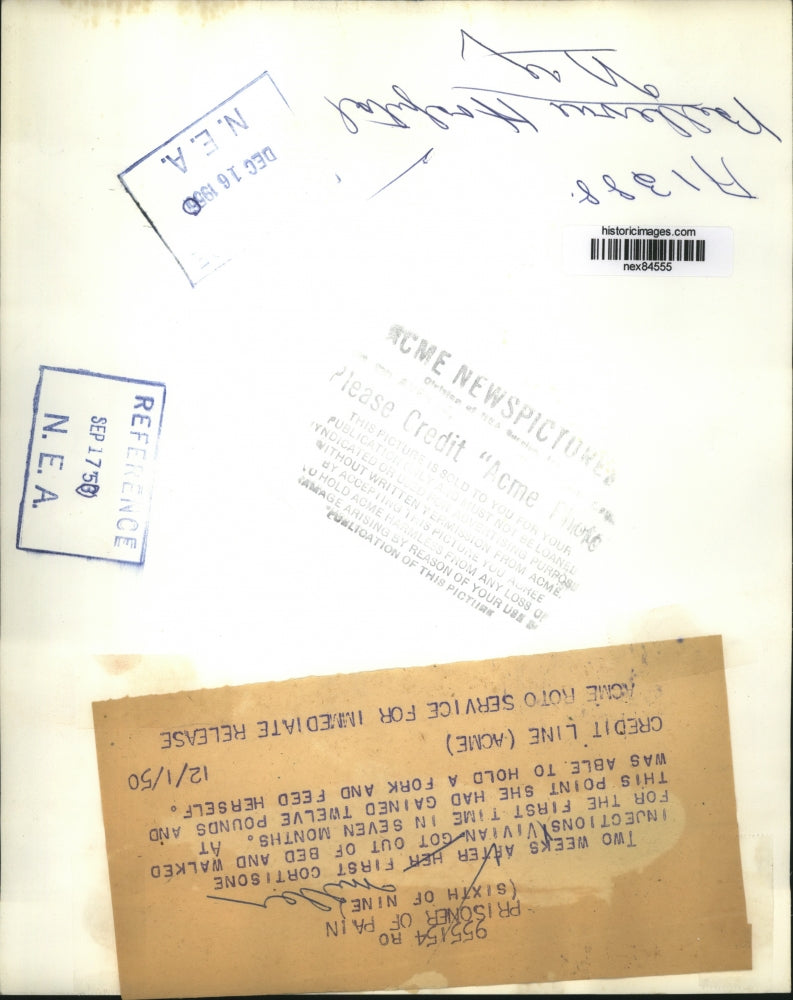 Bellevue Hospital
A1388.
N.E.A.
DEC 16 1950
historicimages.com
nex84555
REFERENCE
SEP 17 '58
N.E.A.
ACME NEWSPICTURES
Please Credit "Acme Photo
THIS PICTURE IS SOLD TO YOU FOR YOUR
PUBLICATION ONLY AND MUST NOT BE LOANED,
SYNDICATED OR USED FOR ADVERTISING PURPOSE
WITHOUT WRITTEN PERMISSION FROM ACME.
BY ACCEPTING THIS PICTURE YOU AGREE
TO HOLD ACME HARMLESS FROM ANY LOSS OR
DAMAGE ARISING BY REASON OF YOUR USE OR
PUBLICATION OF THIS PICTURE
955154 RO
PRISONER OF PAIN
(SIXTH OF NINE)
TWO WEEKS AFTER HER FIRST CORTISONE
INJECTIONS, VIVIAN GOT OUT OF BED AND WALKED
FOR THE FIRST TIME IN SEVEN MONTHS. AT
THIS POINT SHE HAD GAINED TWELVE POUNDS AND
WAS ABLE TO HOLD A FORK AND FEED HERSELF.
12/1/50
CREDIT LINE (ACME)
ACME ROTO SERVICE FOR IMMEDIATE RELEASE